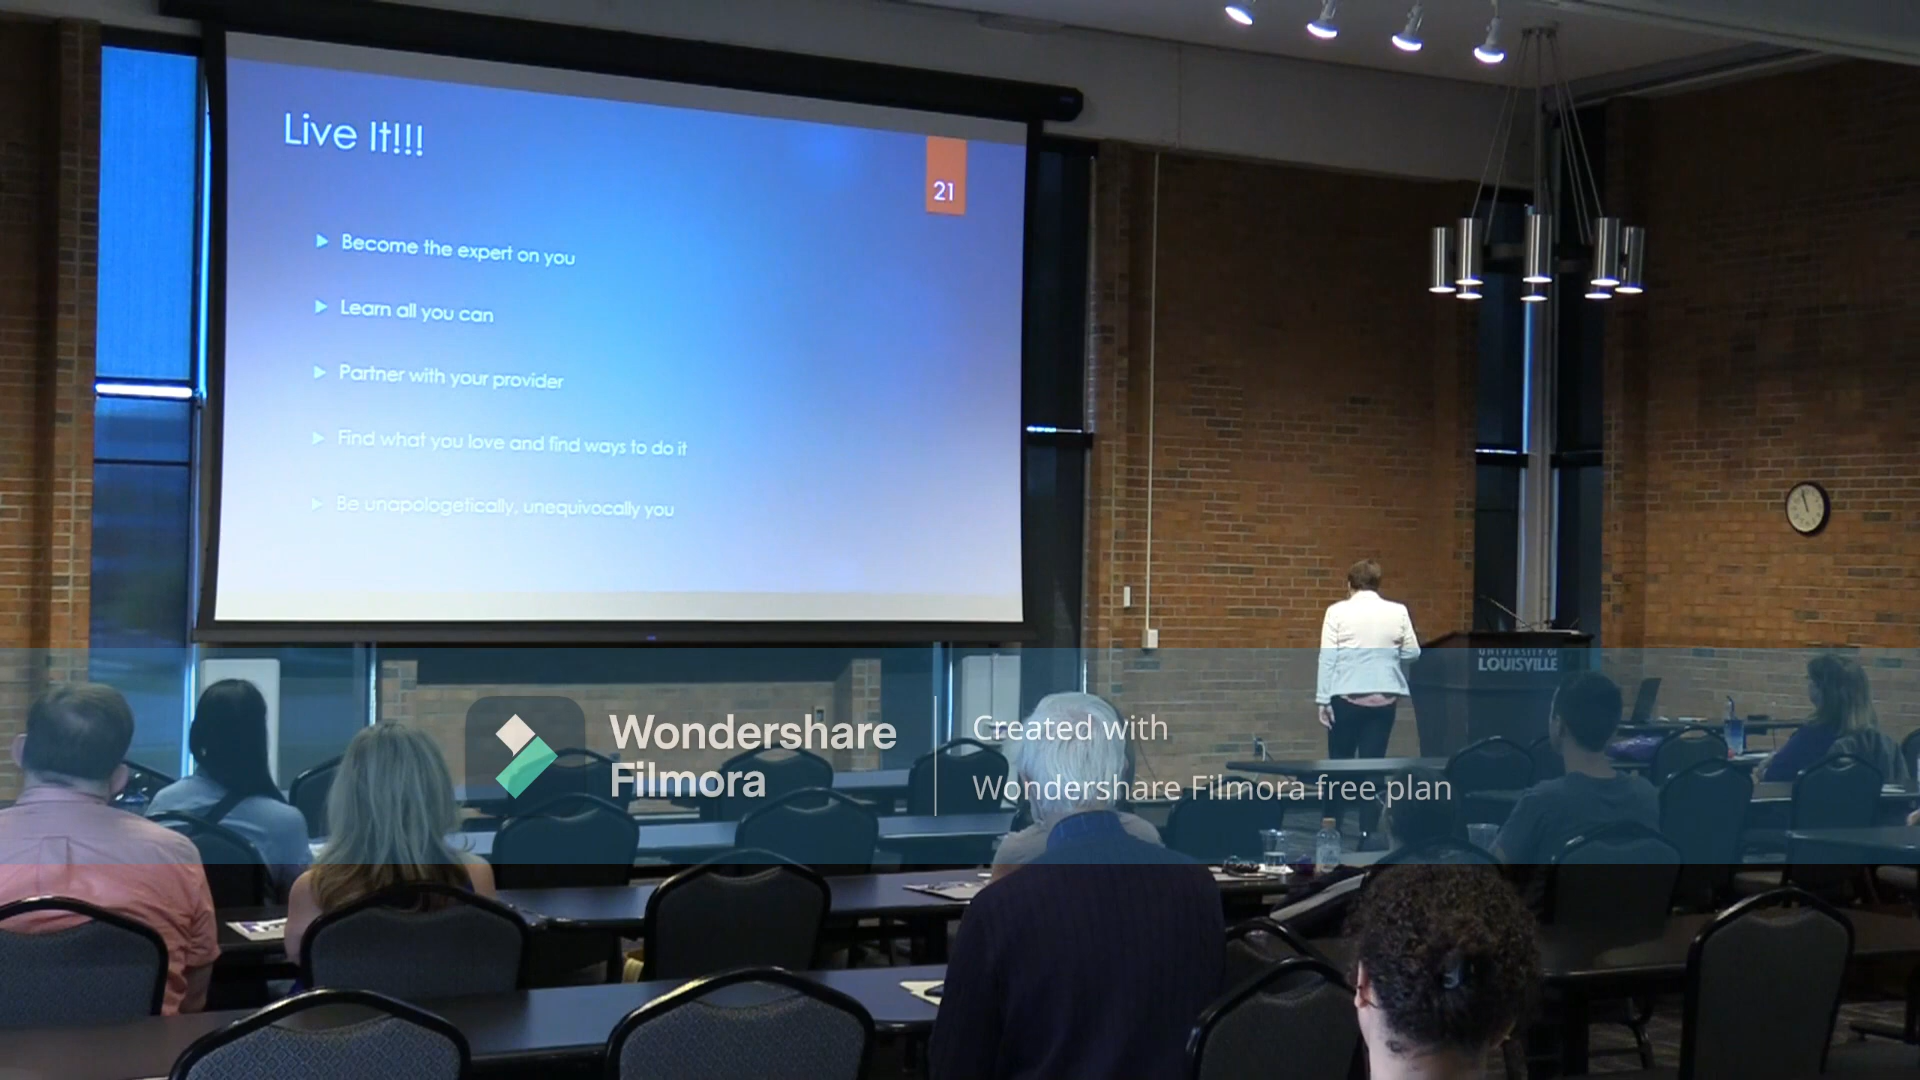 Live It!!!
21
Become the expert on you
Learn all you can
Partner with your provider
Find what you love and find ways to do it
Be unapologetically, unequivocally you
UNIVERSITY OF
LOUISVILLE
Wondershare
Filmora
Created with
Wondershare Filmora free plan